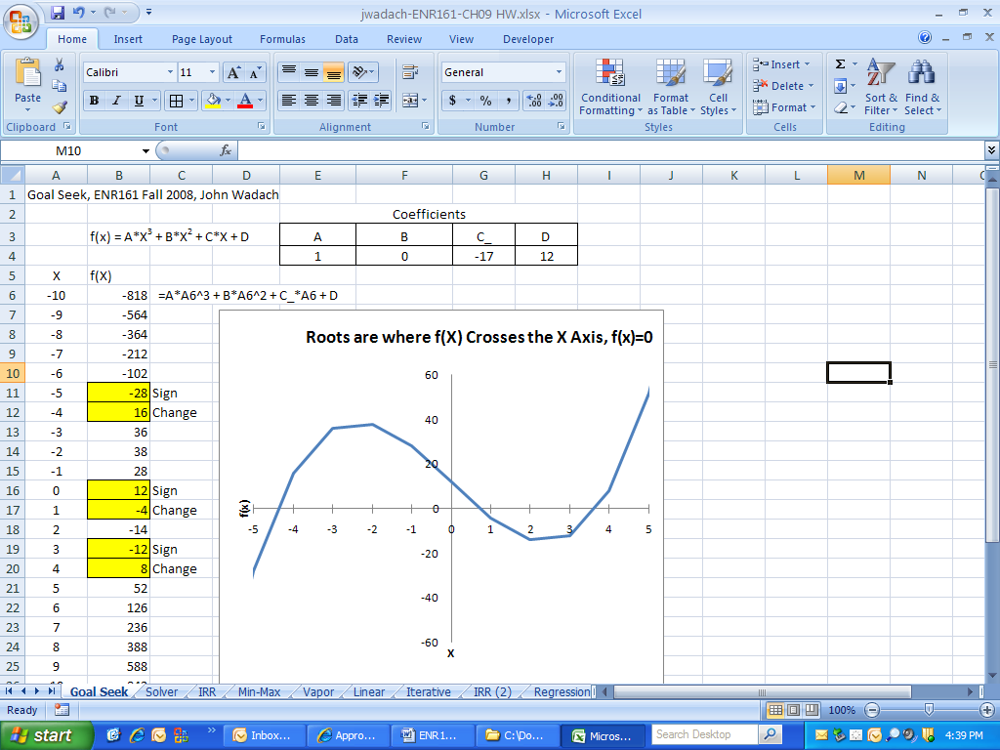 jwadach-ENR161-CH09 HW.xlsx - Microsoft Excel
Home Insert Page Layout Formulas Data Review View Developer
Paste Calibri 11 A A General Conditional Formatting Format as Table Cell Styles Insert Delete Format Σ Sort & Filter Find & Select
B I U A $ % , .00 .0
Clipboard Font Alignment Number Styles Cells Editing
M10 fx
A B C D E F G H I J K L M N
1 Goal Seek, ENR161 Fall 2008, John Wadach
2 Coefficients
3 f(x) = A*X³ + B*X² + C*X + D A B C_ D
4 1 0 -17 12
5 X f(X)
6 -10 -818 =A*A6^3 + B*A6^2 + C_*A6 + D
7 -9 -564
8 -8 -364
9 -7 -212
10 -6 -102
11 -5 -28 Sign
12 -4 16 Change
13 -3 36
14 -2 38
15 -1 28
16 0 12 Sign
17 1 -4 Change
18 2 -14
19 3 -12 Sign
20 4 8 Change
21 5 52
22 6 126
23 7 236
24 8 388
25 9 588
Roots are where f(X) Crosses the X Axis, f(x)=0
60
40
20
0
-20
-40
-60
-5 -4 -3 -2 -1 0 1 2 3 4 5
f(x)
X
Goal Seek Solver IRR Min-Max Vapor Linear Iterative IRR (2) Regression
Ready 100%
start Inbox... Appro... ENR1... C:\Do... Micros... Search Desktop 4:39 PM